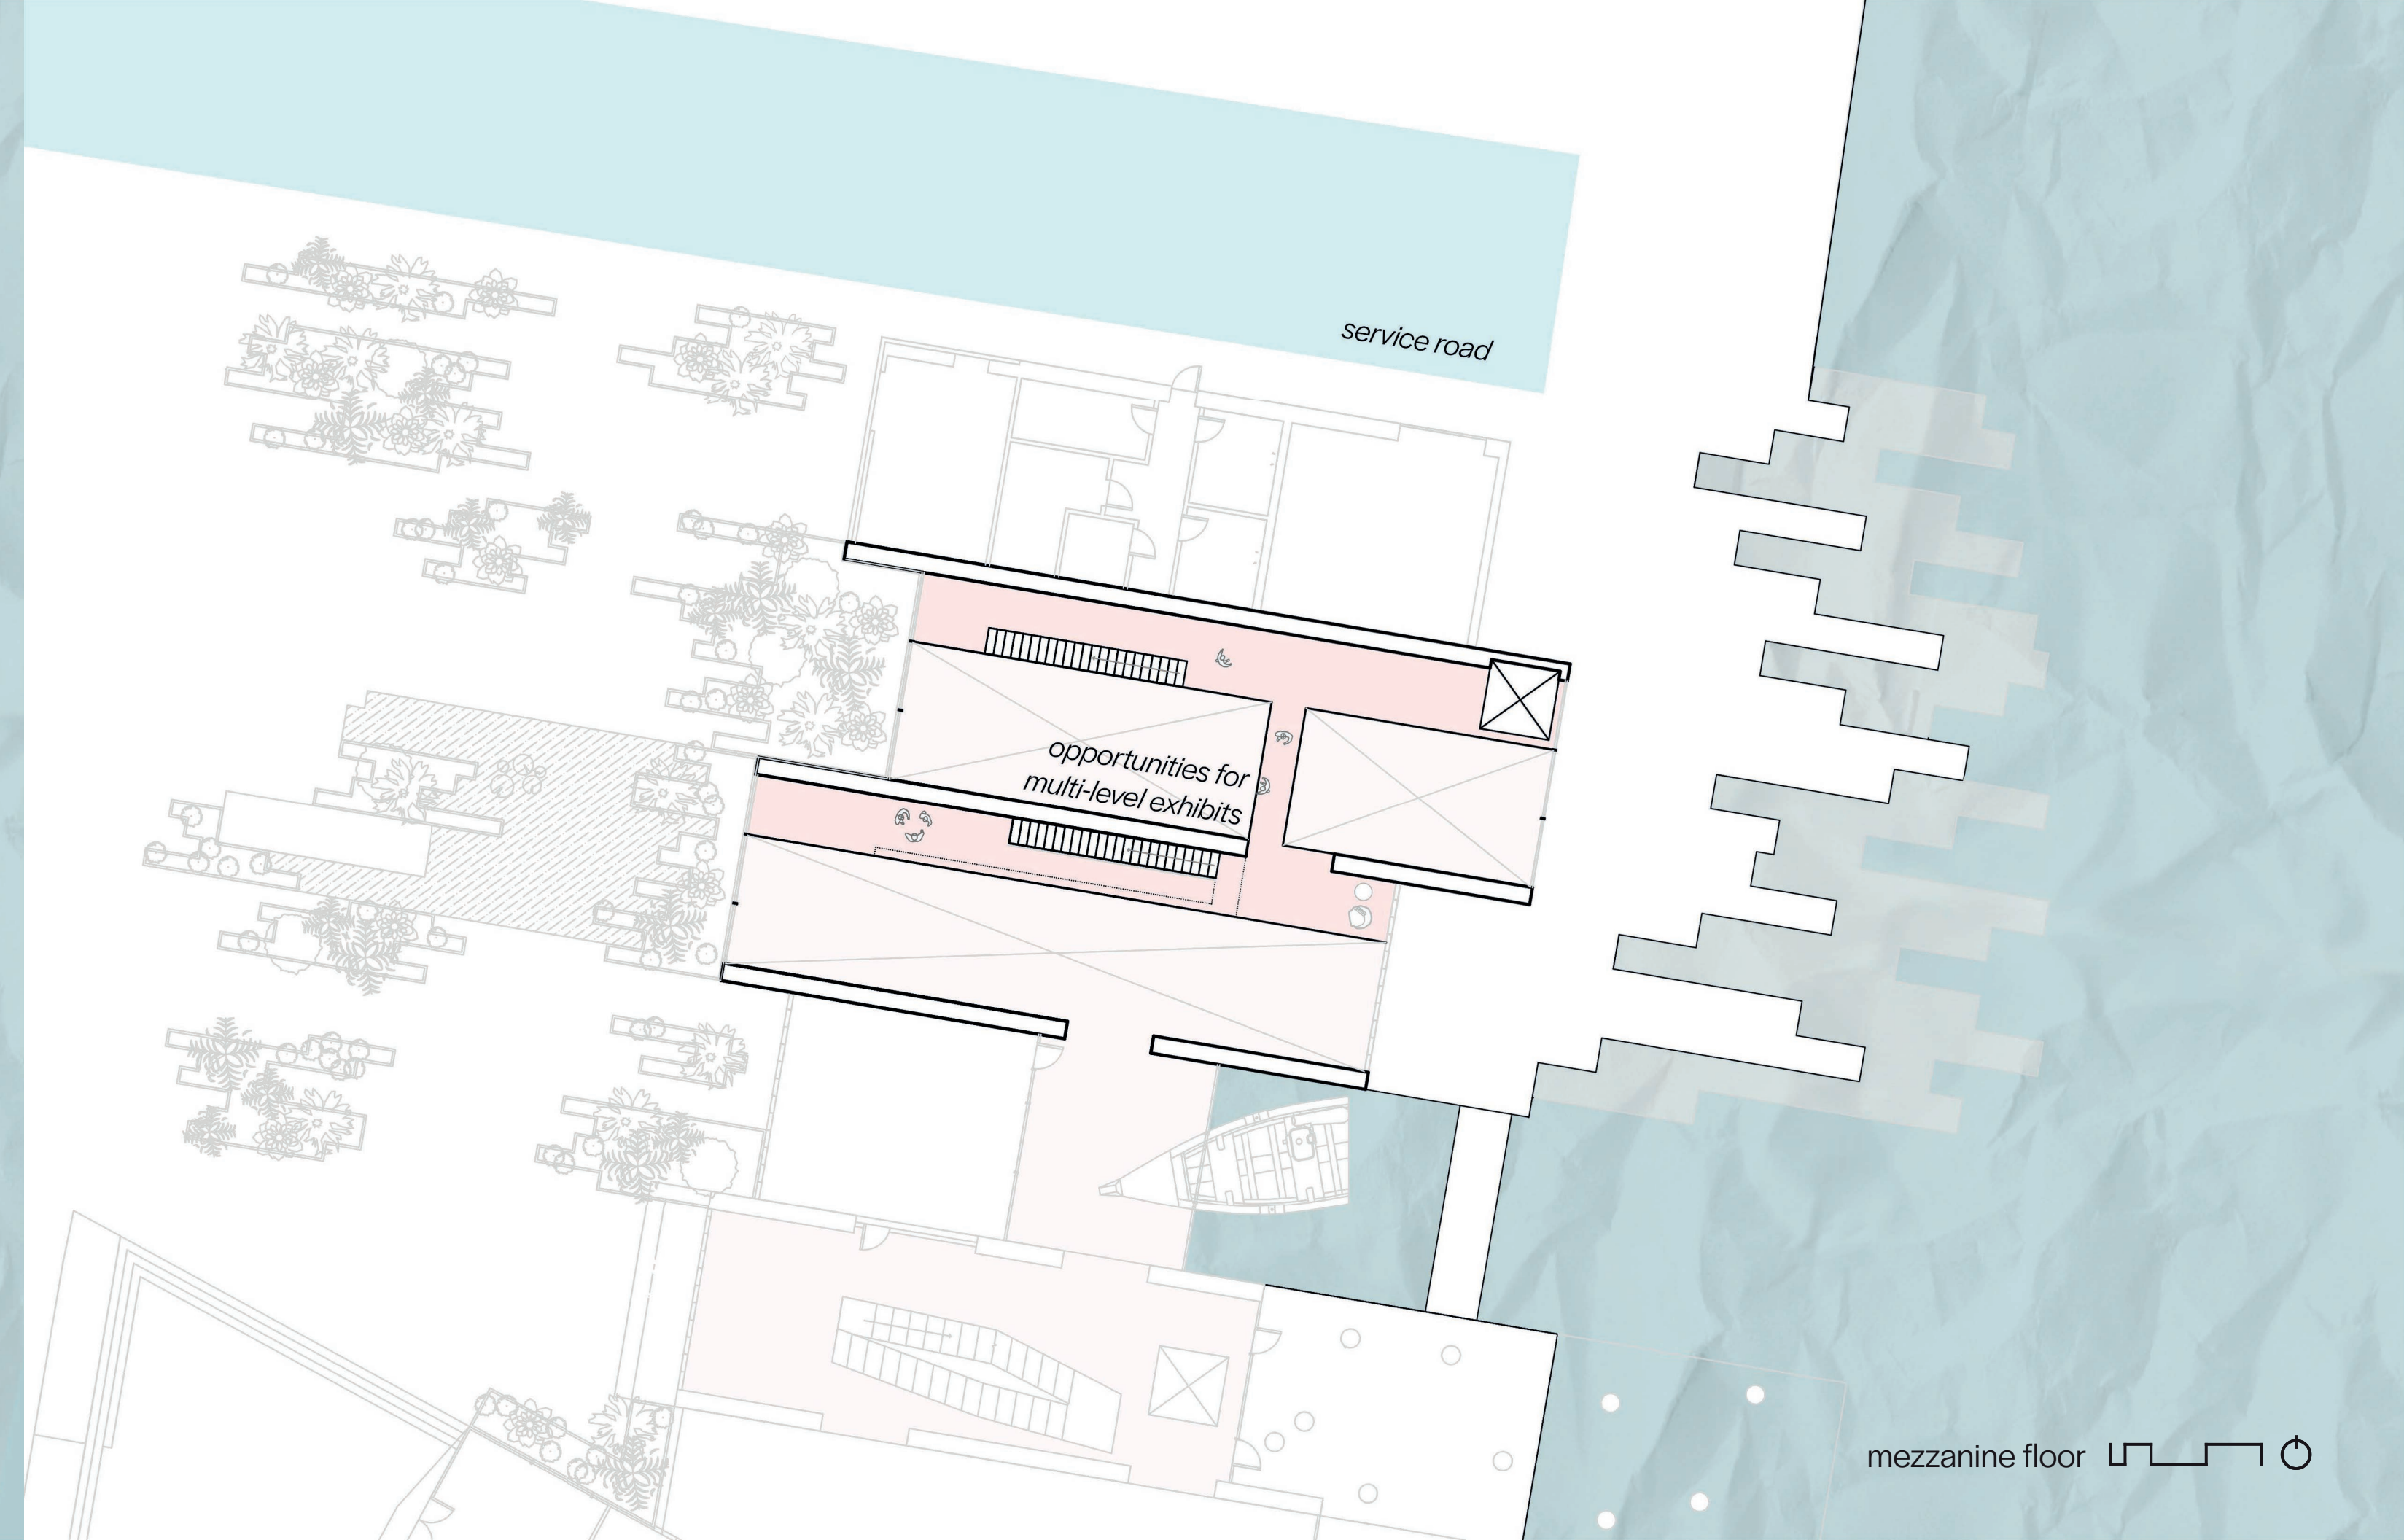 service road
opportunities for
multi-level exhibits
mezzanine floor